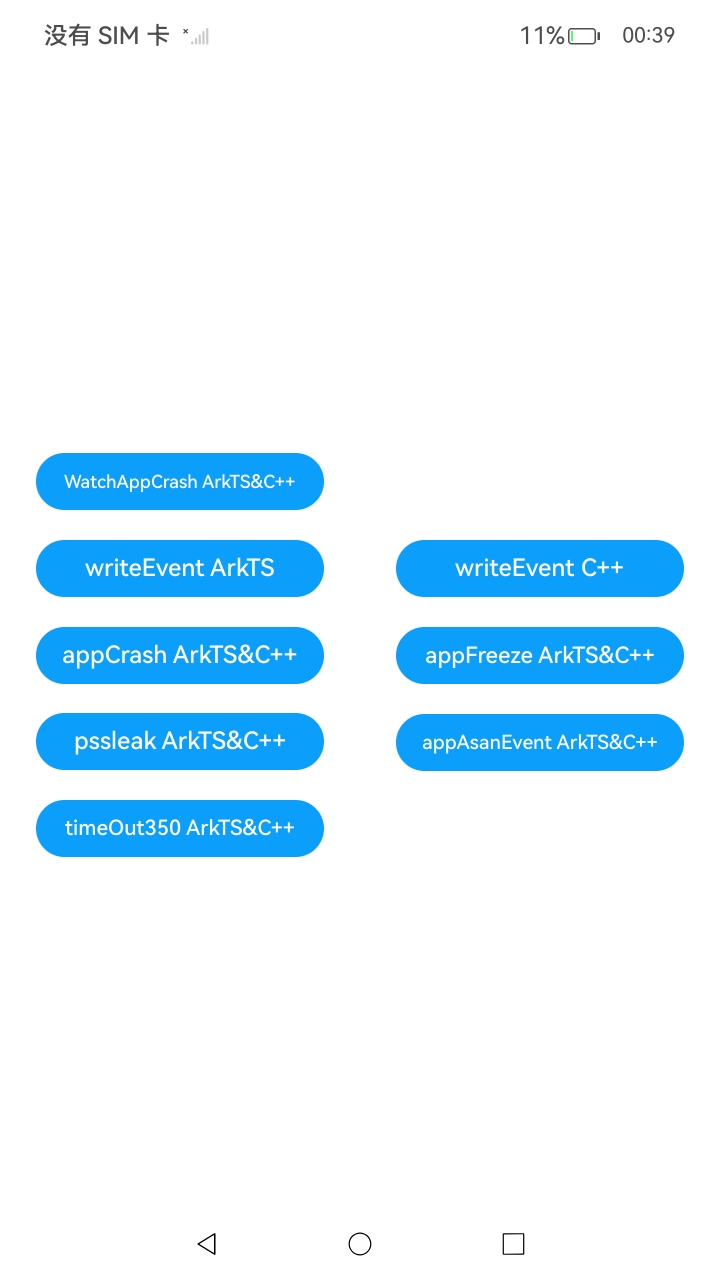 没有 SIM 卡
11% 00:39
WatchAppCrash ArkTS&C++
writeEvent ArkTS
writeEvent C++
appCrash ArkTS&C++
appFreeze ArkTS&C++
pssleak ArkTS&C++
appAsanEvent ArkTS&C++
timeOut350 ArkTS&C++